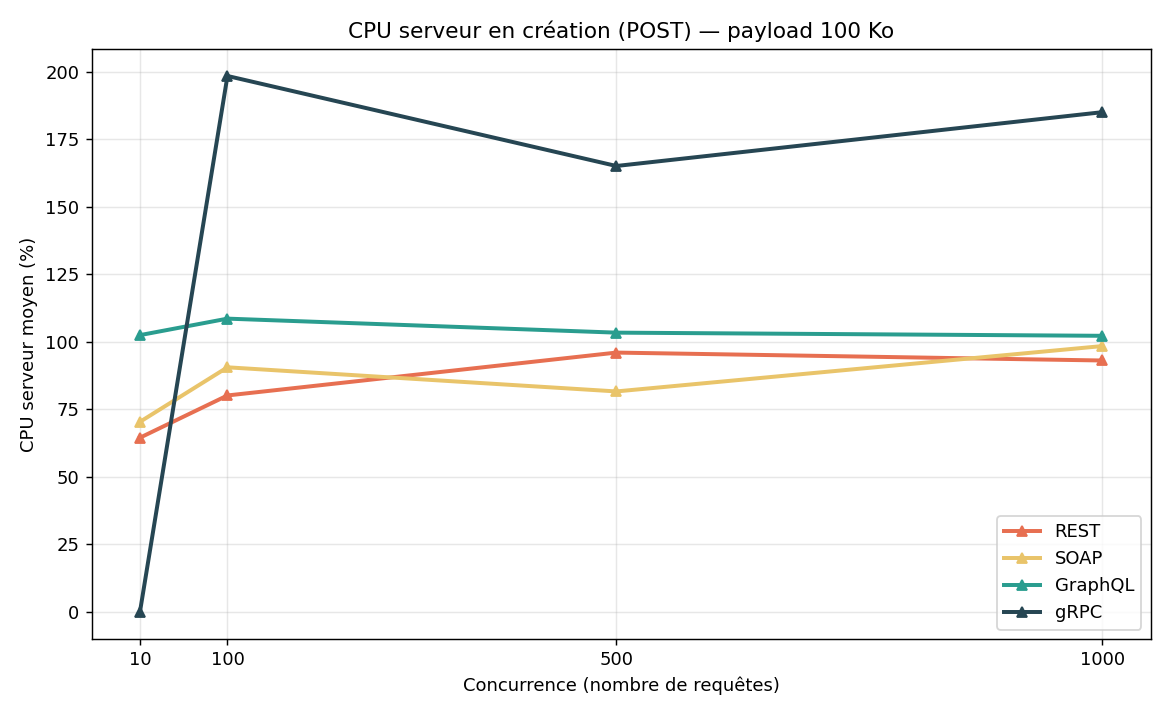 CPU serveur en création (POST) — payload 100 Ko
CPU serveur moyen (%)
200
175
150
125
100
75
50
25
0
10 100 500 1000
Concurrence (nombre de requêtes)
REST
SOAP
GraphQL
gRPC